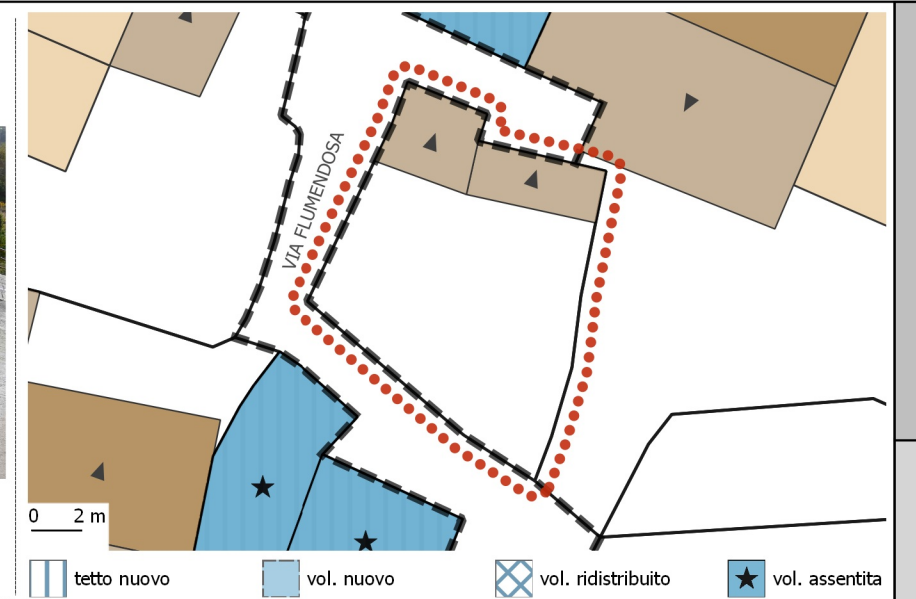 VIA FLUMENDOSA
0 2 m
tetto nuovo
vol. nuovo
vol. ridistribuito
vol. assentita